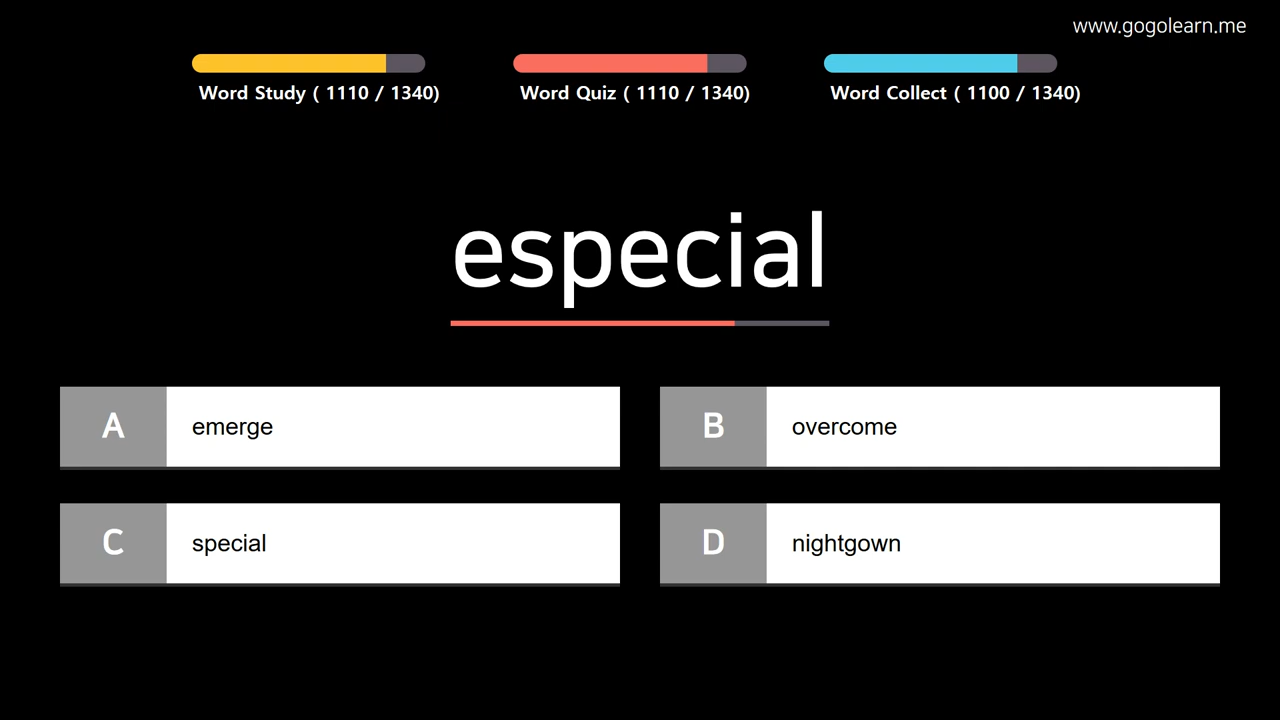 www.gogolearn.me
Word Study ( 1110 / 1340)
Word Quiz ( 1110 / 1340)
Word Collect ( 1100 / 1340)
especial
A emerge
B overcome
C special
D nightgown